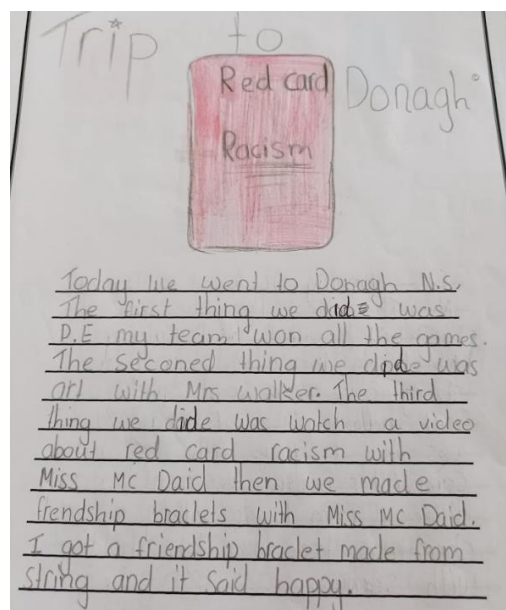 Trip to
Red card
Donagh
Racism
Today we went to Donagh N.S.
The first thing we dide was
P.E my team won all the games.
The seconed thing we dide was
art with Mrs Walker. The third
thing we dide was watch a video
about red card racism with
Miss Mc Daid then we made
frendship braclets with Miss Mc Daid.
I got a friendship braclet made from
string and it said happy.